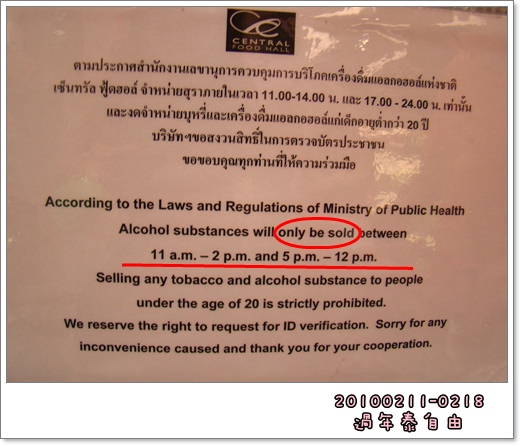 CENTRAL
FOOD HALL
ตามประกาศสำนักงานเลขานุการควบคุมการบริโภคเครื่องดื่มแอลกอฮอล์แห่งชาติ
เซ็นทรัล ฟู้ดฮอล์ จำหน่ายสุราภายในเวลา 11.00-14.00 น. และ 17.00 - 24.00 น. เท่านั้น
และงดจำหน่ายบุหรี่และเครื่องดื่มแอลกอฮอล์แก่เด็กอายุต่ำกว่า 20 ปี
บริษัทฯขอสงวนสิทธิ์ในการตรวจบัตรประชาชน
ขอขอบคุณทุกท่านที่ให้ความร่วมมือ
According to the Laws and Regulations of Ministry of Public Health
Alcohol substances will only be sold between
11 a.m. – 2 p.m. and 5 p.m. – 12 p.m.
Selling any tobacco and alcohol substance to people
under the age of 20 is strictly prohibited.
We reserve the right to request for ID verification. Sorry for any
inconvenience caused and thank you for your cooperation.
20100211-0218
過年泰自由